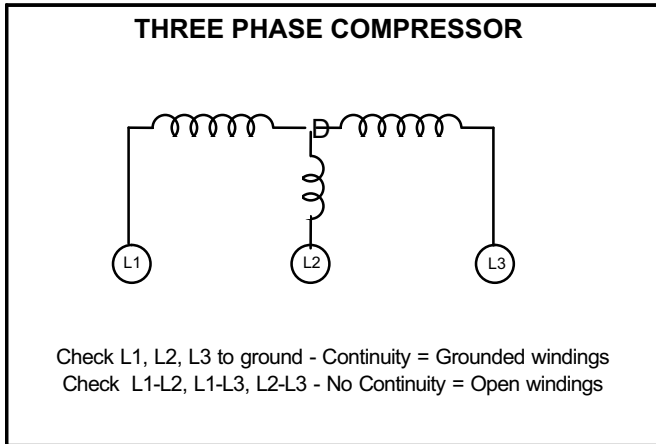 THREE PHASE COMPRESSOR
L1 L2 L3
Check L1, L2, L3 to ground - Continuity = Grounded windings
Check L1-L2, L1-L3, L2-L3 - No Continuity = Open windings